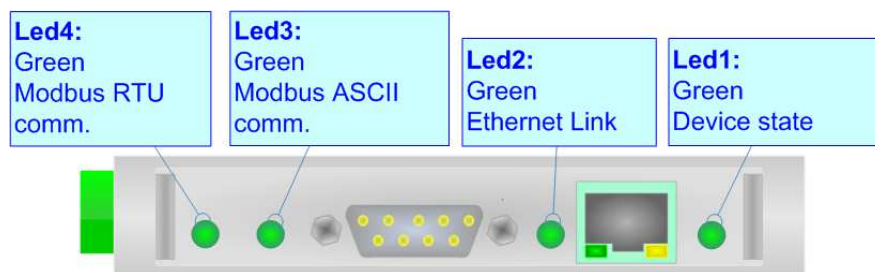 Led4:
Green
Modbus RTU
comm.
Led3:
Green
Modbus ASCII
comm.
Led2:
Green
Ethernet Link
Led1:
Green
Device state